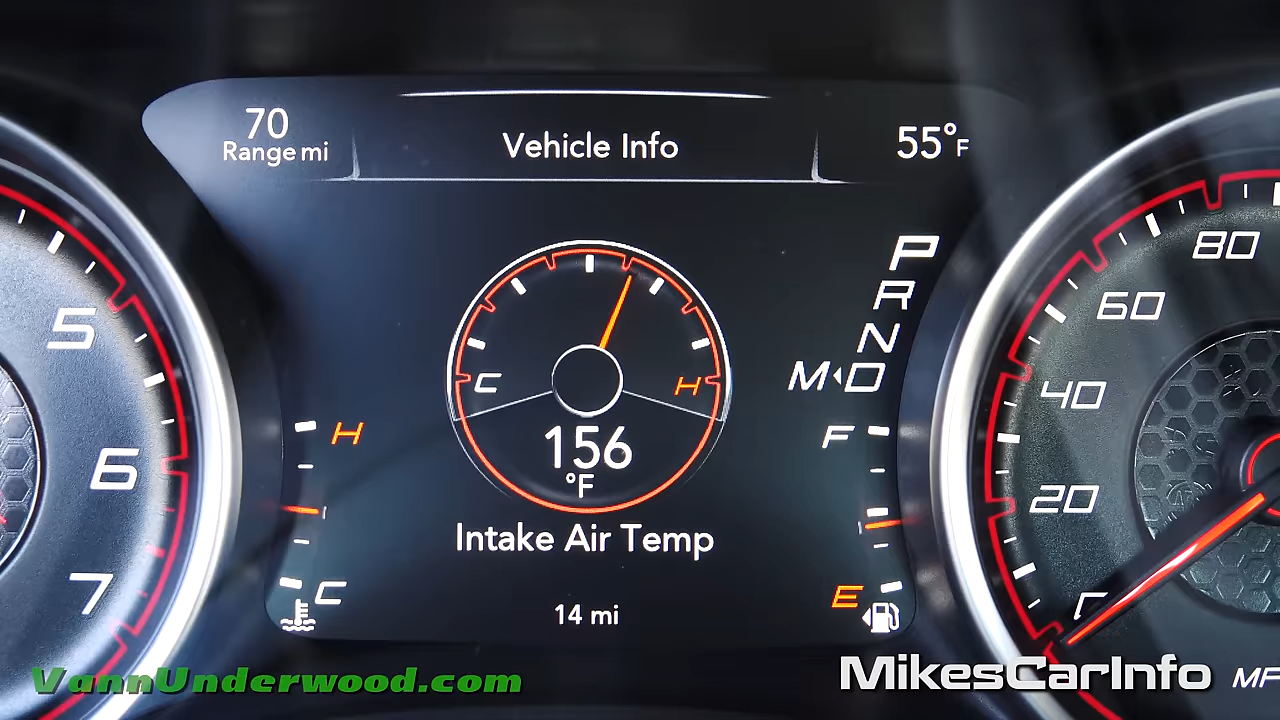 70
Range mi
Vehicle Info
55°F
P
R
N
M◂D
C
H
156
°F
Intake Air Temp
14 mi
H
C
F
E
5
6
7
80
60
40
20
VannUnderwood.com
MikesCarInfo